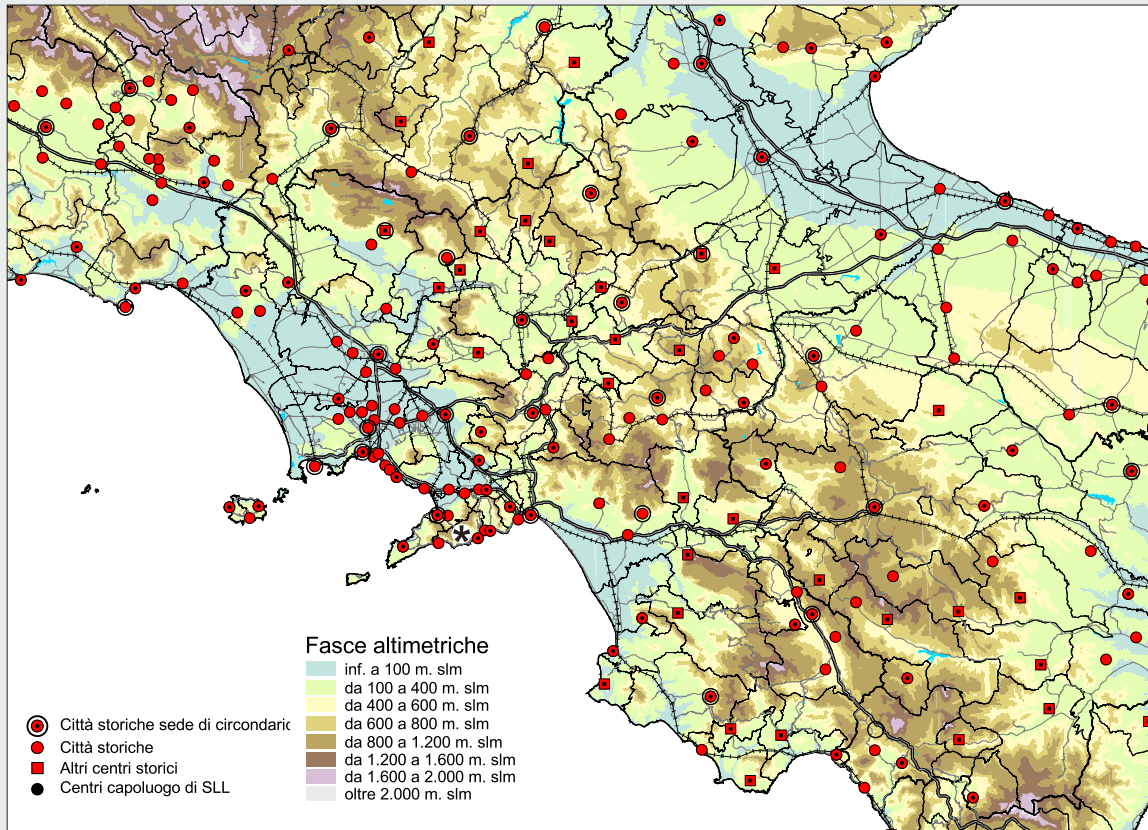 Fasce altimetriche
inf. a 100 m. slm
da 100 a 400 m. slm
da 400 a 600 m. slm
da 600 a 800 m. slm
da 800 a 1.200 m. slm
da 1.200 a 1.600 m. slm
da 1.600 a 2.000 m. slm
oltre 2.000 m. slm
Città storiche sede di circondaric
Città storiche
Altri centri storici
Centri capoluogo di SLL
*